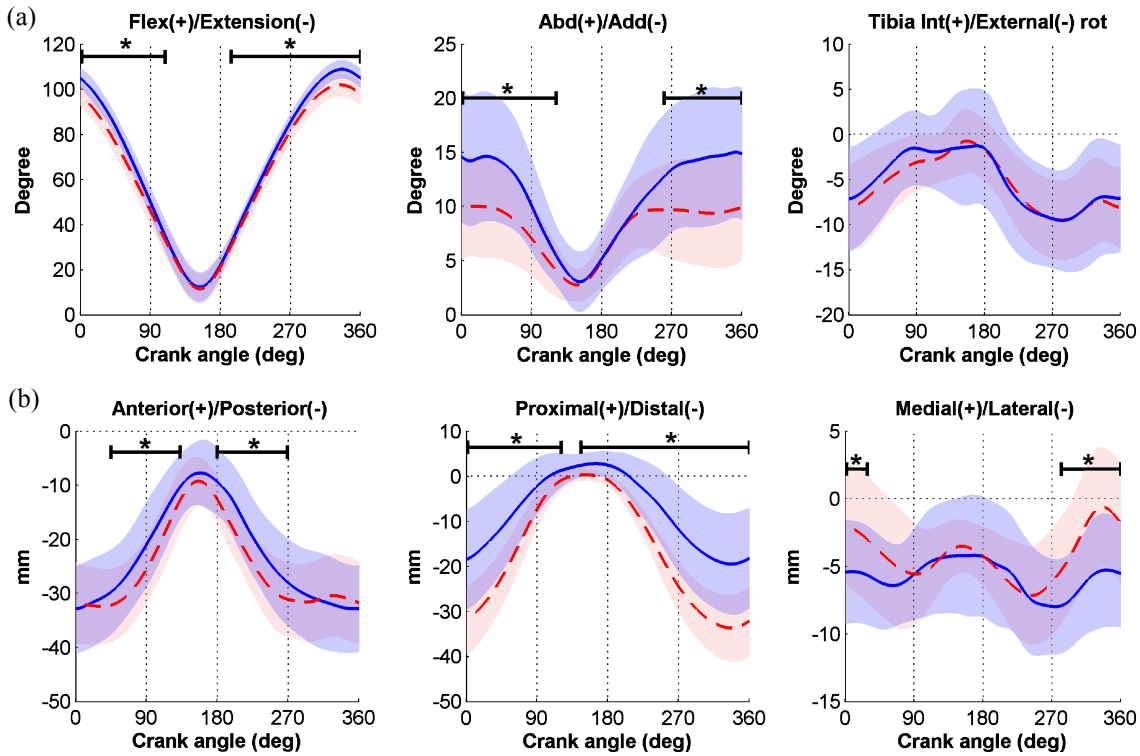 (a)
Flex(+)/Extension(-)
Abd(+)/Add(-)
Tibia Int(+)/External(-) rot
Degree
120
100
80
60
40
20
0
* *
0 90 180 270 360
Crank angle (deg)
Degree
25
20
15
10
5
0
* *
0 90 180 270 360
Crank angle (deg)
Degree
5
0
-5
-10
-15
-20
0 90 180 270 360
Crank angle (deg)
(b)
Anterior(+)/Posterior(-)
Proximal(+)/Distal(-)
Medial(+)/Lateral(-)
mm
0
-10
-20
-30
-40
-50
* *
0 90 180 270 360
Crank angle (deg)
mm
10
0
-10
-20
-30
-40
-50
* *
0 90 180 270 360
Crank angle (deg)
mm
5
0
-5
-10
-15
* *
0 90 180 270 360
Crank angle (deg)